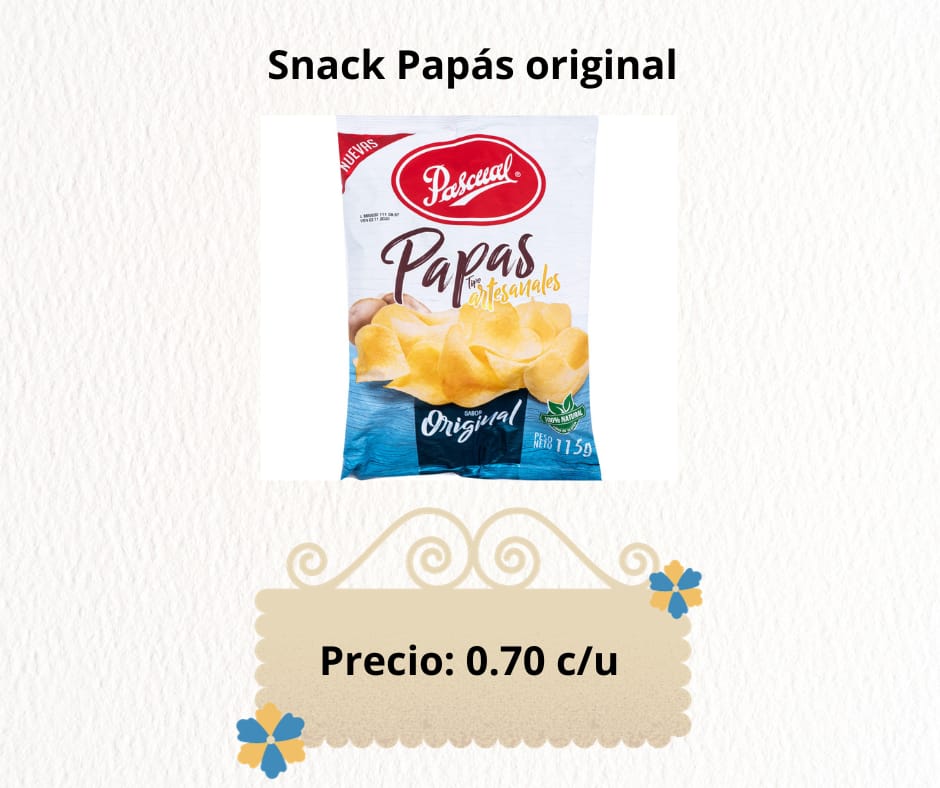 Snack Papás original
NUEVAS
Pascual®
Papas
Tipo
artesanales
SABOR
Original
100% NATURAL
PESO
NETO 115g
Precio: 0.70 c/u